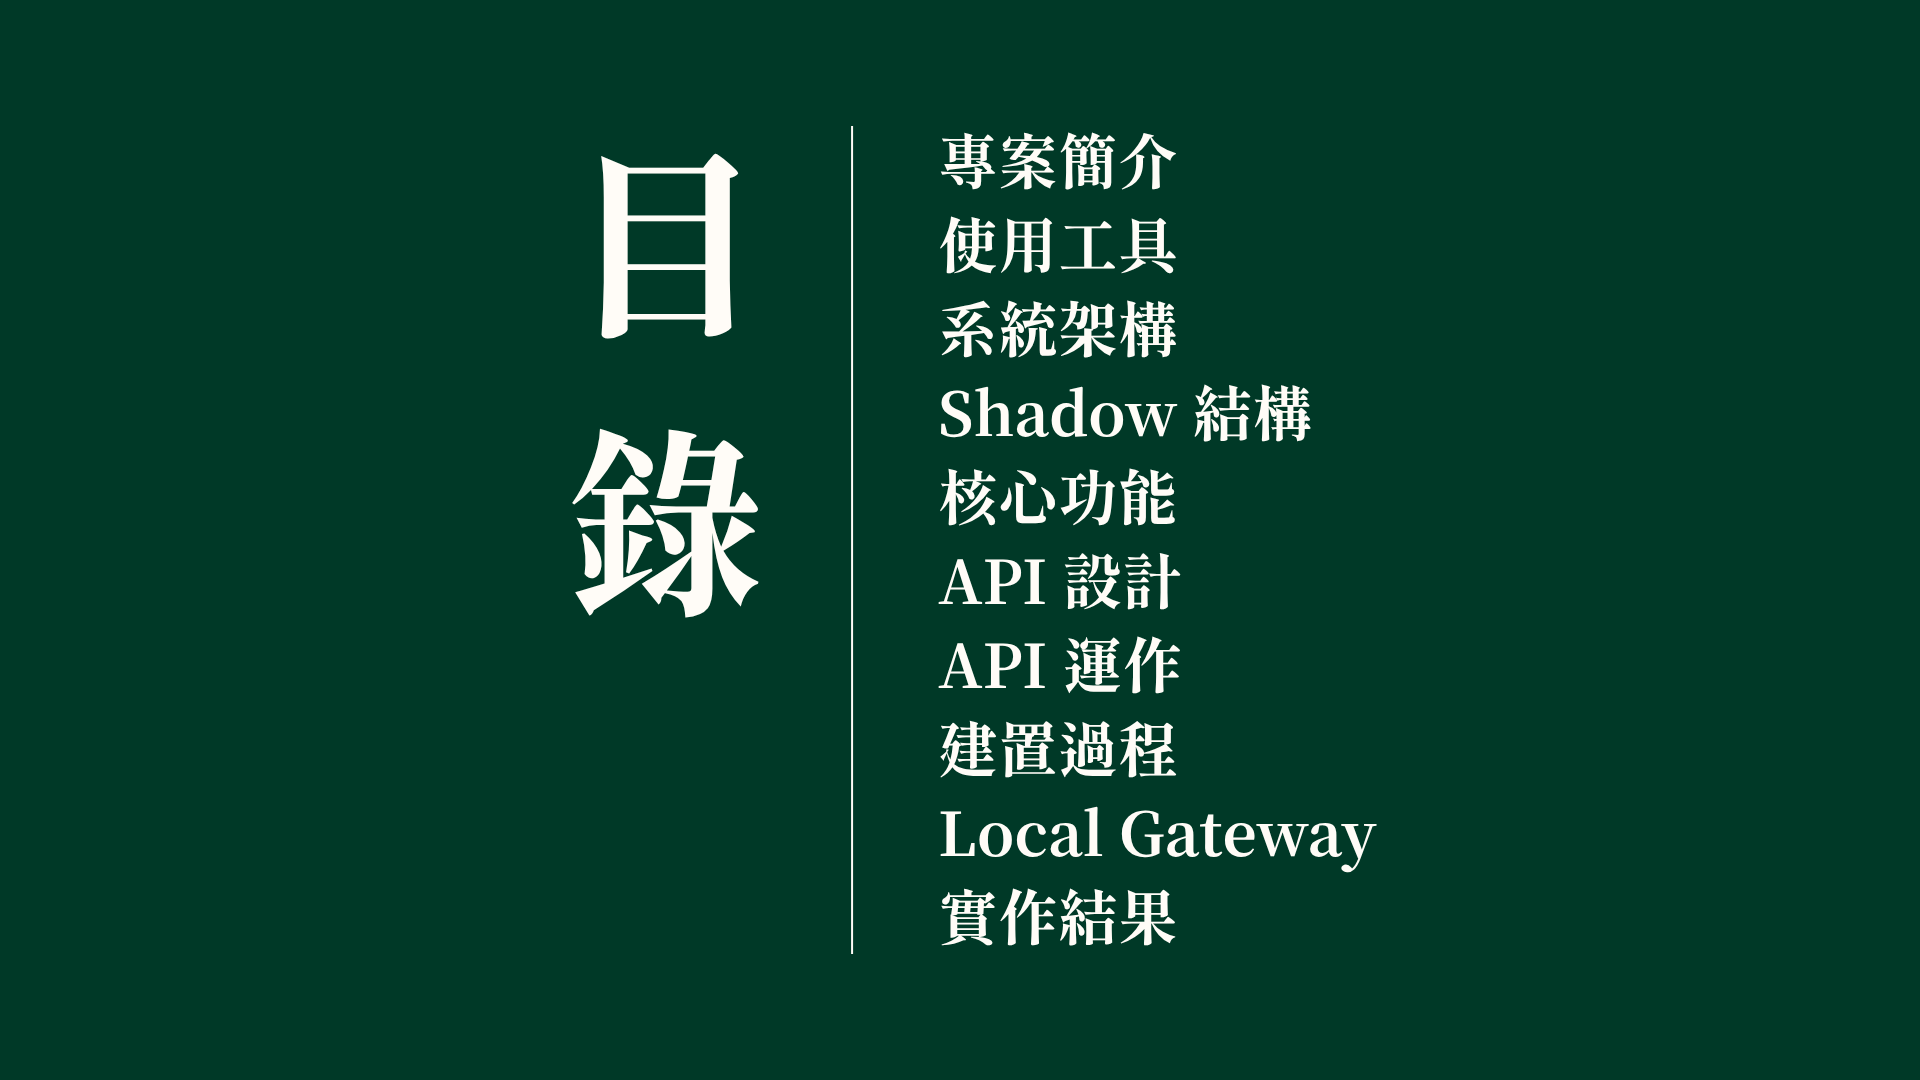 目錄
專案簡介
使用工具
系統架構
Shadow 結構
核心功能
API 設計
API 運作
建置過程
Local Gateway
實作結果